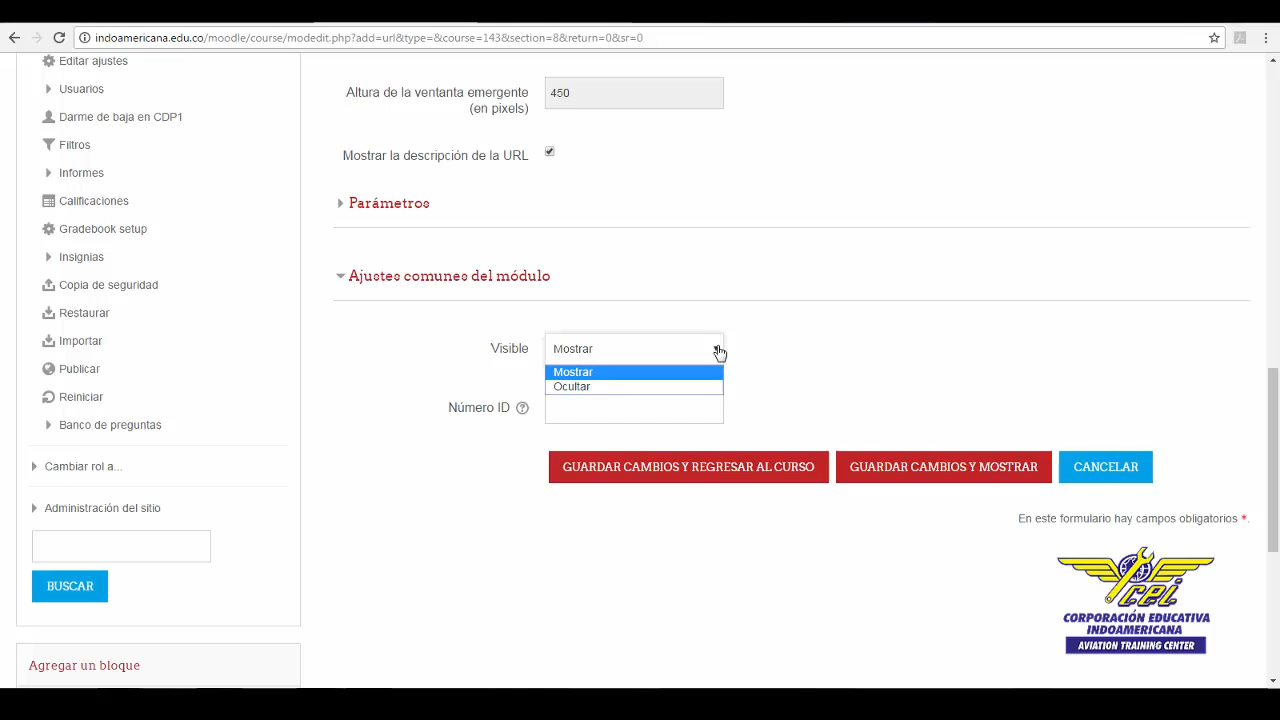 indoamericana.edu.co/moodle/course/modedit.php?add=url&type=&course=143&section=8&return=0&sr=0
Editar ajustes
Usuarios
Darme de baja en CDP1
Filtros
Informes
Calificaciones
Gradebook setup
Insignias
Copia de seguridad
Restaurar
Importar
Publicar
Reiniciar
Banco de preguntas
Cambiar rol a...
Administración del sitio
BUSCAR
Agregar un bloque
Altura de la ventanta emergente
(en pixels)
450
Mostrar la descripción de la URL
Parámetros
Ajustes comunes del módulo
Visible
Mostrar
Mostrar
Ocultar
Número ID
GUARDAR CAMBIOS Y REGRESAR AL CURSO
GUARDAR CAMBIOS Y MOSTRAR
CANCELAR
En este formulario hay campos obligatorios *.
cei
CORPORACIÓN EDUCATIVA
INDOAMERICANA
AVIATION TRAINING CENTER